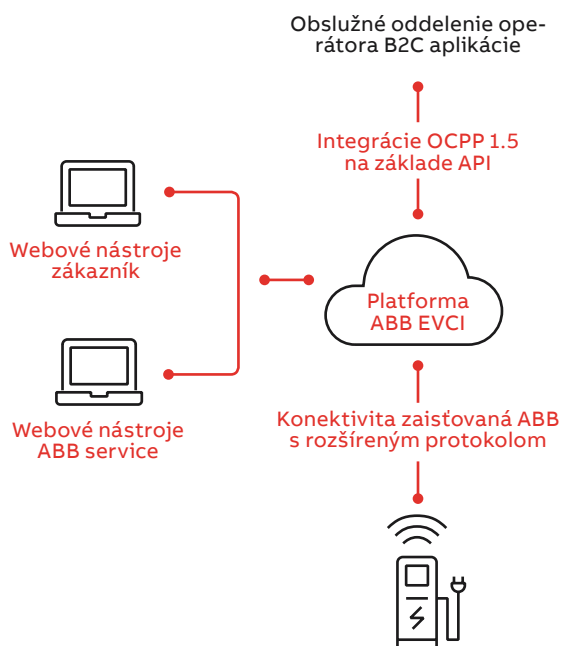 Obslužné oddelenie ope-
rátora B2C aplikácie
Integrácie OCPP 1.5
na základe API
Webové nástroje
zákazník
Platforma
ABB EVCI
Webové nástroje
ABB service
Konektivita zaisťovaná ABB
s rozšíreným protokolom